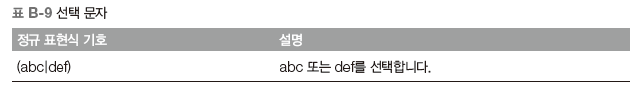 표 B-9 선택 문자
정규 표현식 기호 설명
(abc|def) abc 또는 def를 선택합니다.